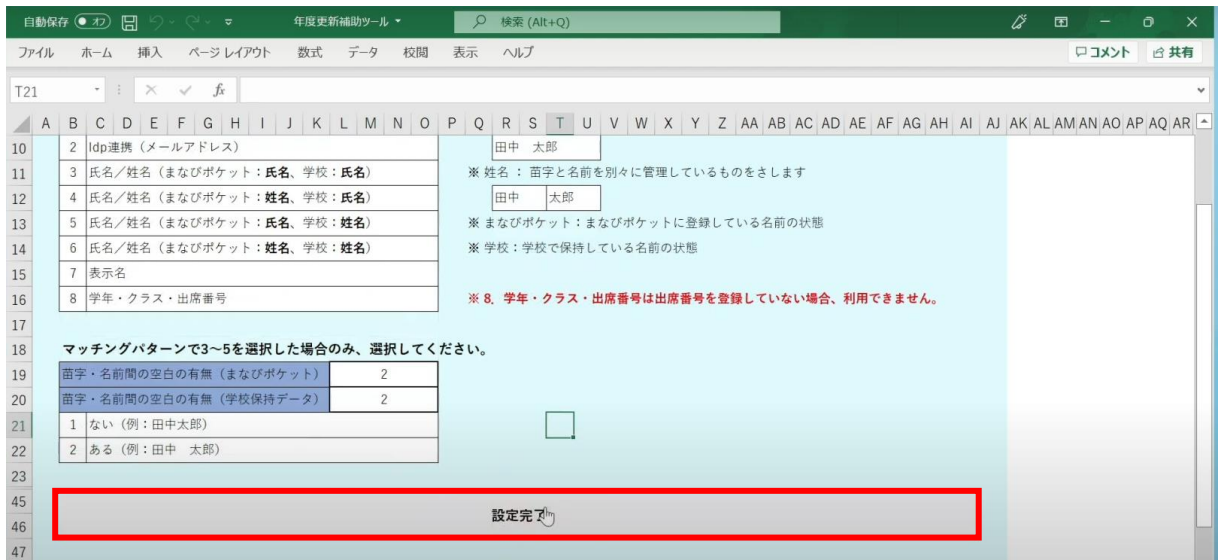 自動保存 オフ 年度更新補助ツール 検索 (Alt+Q)
ファイル ホーム 挿入 ページ レイアウト 数式 データ 校閲 表示 ヘルプ コメント 共有
T21 fx
A B C D E F G H I J K L M N O P Q R S T U V W X Y Z AA AB AC AD AE AF AG AH AI AJ AK AL AM AN AO AP AQ AR
10 2 Idp連携（メールアドレス） 田中 太郎
11 3 氏名／姓名（まなびポケット：氏名、学校：氏名） ※ 姓名 ： 苗字と名前を別々に管理しているものをさします
12 4 氏名／姓名（まなびポケット：姓名、学校：氏名） 田中 太郎
13 5 氏名／姓名（まなびポケット：氏名、学校：姓名） ※ まなびポケット：まなびポケットに登録している名前の状態
14 6 氏名／姓名（まなびポケット：姓名、学校：姓名） ※ 学校：学校で保持している名前の状態
15 7 表示名
16 8 学年・クラス・出席番号 ※ 8．学年・クラス・出席番号は出席番号を登録していない場合、利用できません。
17
18 マッチングパターンで3〜5を選択した場合のみ、選択してください。
19 苗字・名前間の空白の有無（まなびポケット） 2
20 苗字・名前間の空白の有無（学校保持データ） 2
21 1 ない（例：田中太郎）
22 2 ある（例：田中　太郎）
23
45
設定完了
46
47